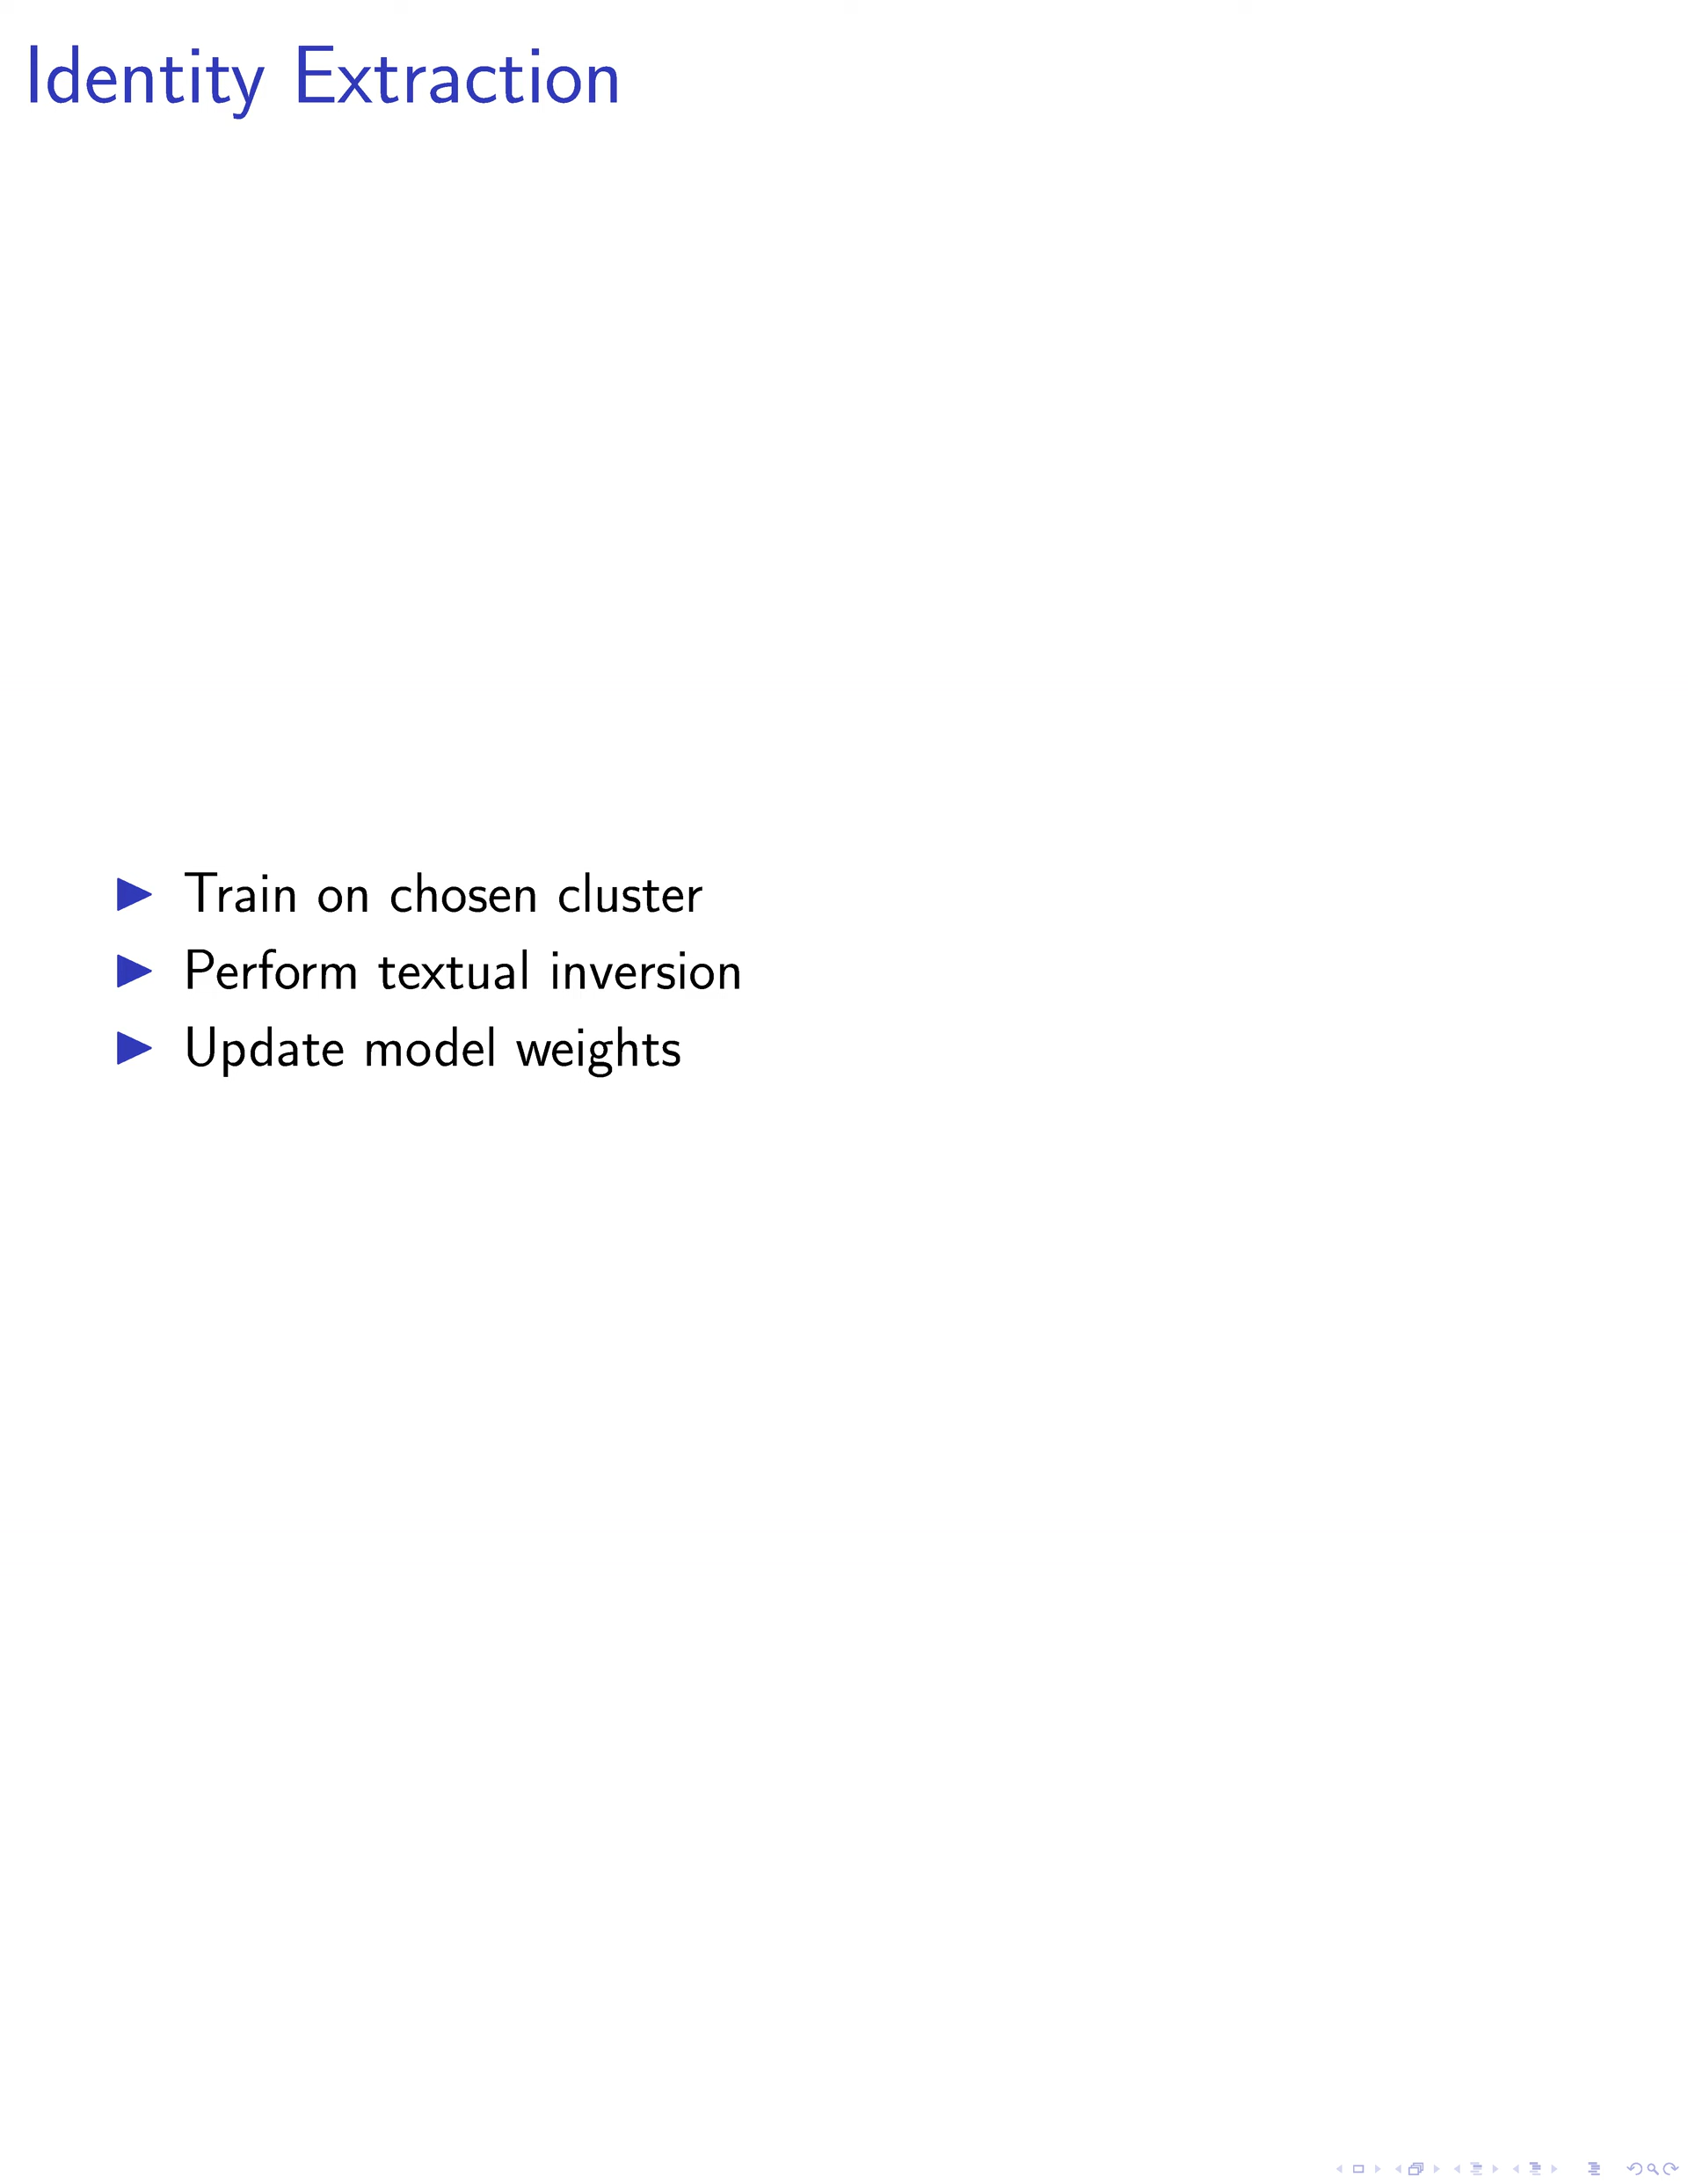 Identity Extraction
Train on chosen cluster
Perform textual inversion
Update model weights